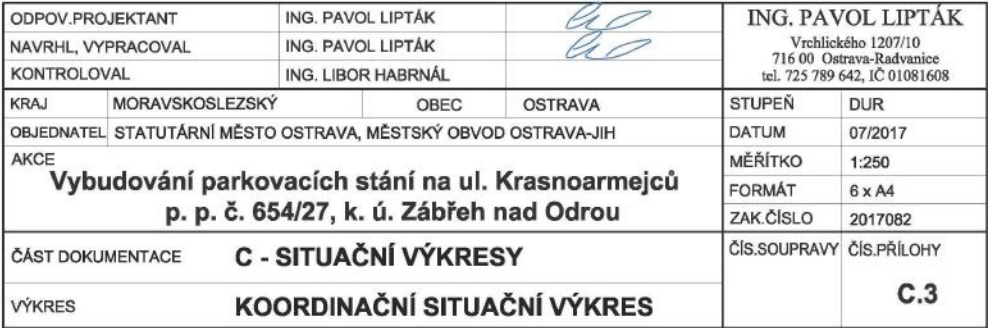 ODPOV.PROJEKTANT ING. PAVOL LIPTÁK
NAVRHL, VYPRACOVAL ING. PAVOL LIPTÁK
KONTROLOVAL ING. LIBOR HABRNÁL
ING. PAVOL LIPTÁK
Vrchlického 1207/10
716 00 Ostrava-Radvanice
tel. 725 789 642, IČ 01081608
KRAJ MORAVSKOSLEZSKÝ OBEC OSTRAVA
OBJEDNATEL STATUTÁRNÍ MĚSTO OSTRAVA, MĚSTSKÝ OBVOD OSTRAVA-JIH
AKCE
Vybudování parkovacích stání na ul. Krasnoarmejců
p. p. č. 654/27, k. ú. Zábřeh nad Odrou
STUPEŇ DUR
DATUM 07/2017
MĚŘÍTKO 1:250
FORMÁT 6 x A4
ZAK.ČÍSLO 2017082
ČÁST DOKUMENTACE C - SITUAČNÍ VÝKRESY
VÝKRES KOORDINAČNÍ SITUAČNÍ VÝKRES
ČÍS.SOUPRAVY ČÍS.PŘÍLOHY
C.3